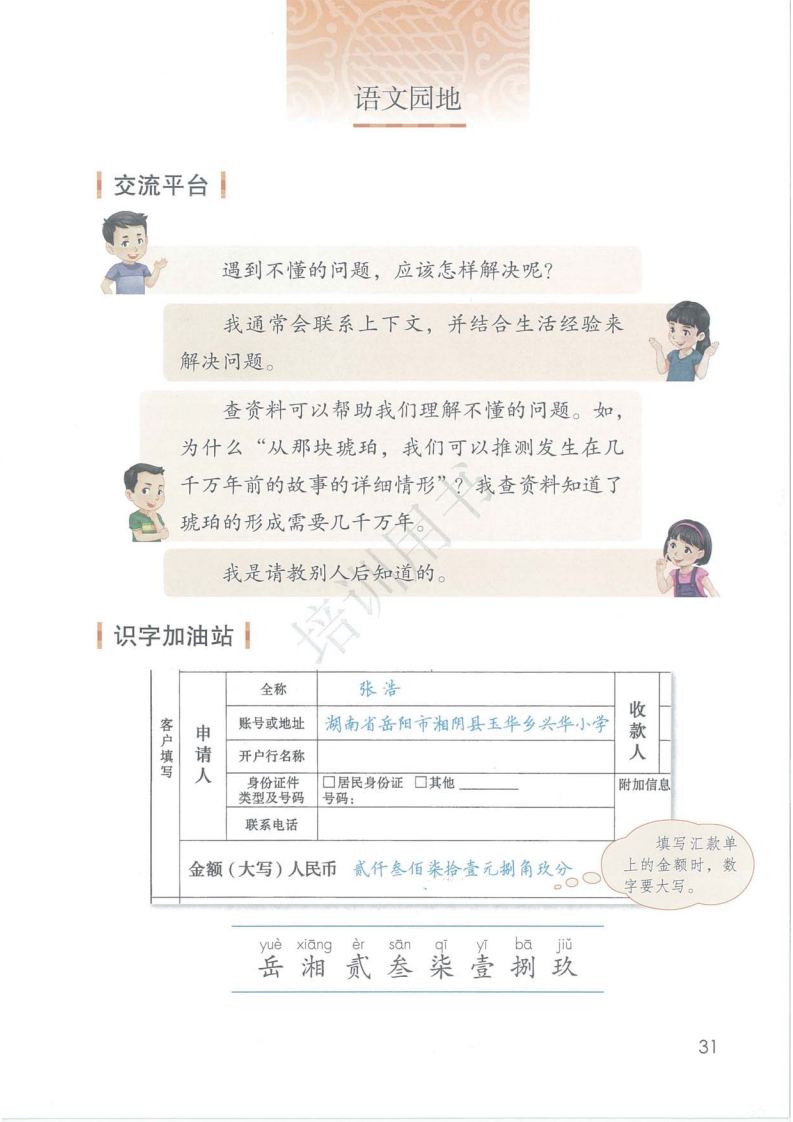 语文园地
交流平台
遇到不懂的问题，应该怎样解决呢？
我通常会联系上下文，并结合生活经验来
解决问题。
查资料可以帮助我们理解不懂的问题。如，
为什么“从那块琥珀，我们可以推测发生在几
千万年前的故事的详细情形”？我查资料知道了
琥珀的形成需要几千万年。
我是请教别人后知道的。
培训用书
识字加油站
客户填写
申请人
全称 张浩
账号或地址 湖南省岳阳市湘阴县玉华乡兴华小学
开户行名称
身份证件
类型及号码
□居民身份证 □其他
号码：
联系电话
收款人
附加信息
金额（大写）人民币 贰仟叁佰柒拾壹元捌角玖分
填写汇款单
上的金额时，数
字要大写。
yuè xiāng èr sān qī yī bā jiǔ
岳 湘 贰 叁 柒 壹 捌 玖
31